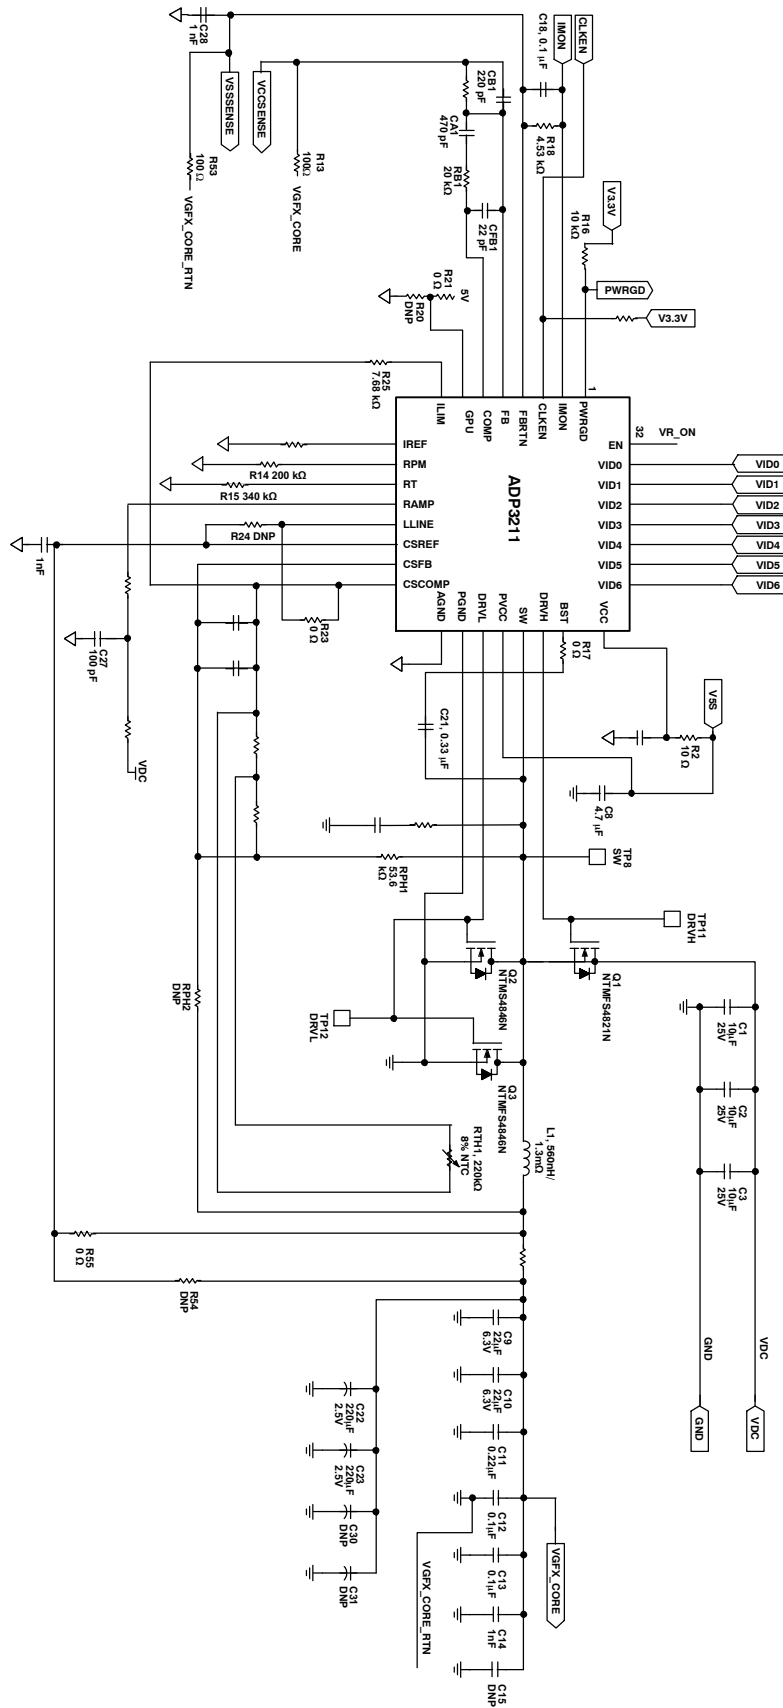 C28
1 nF
VSSSENSE
R53
100 Ω
VGFX_CORE_RTN
VCCSENSE
R13
100Ω
VGFX_CORE
CB1
220 pF
CA1
470 pF
RB1
20 kΩ
CFB1
22 pF
C18, 0.1 µF
IMON
CLKEN
R18
4.53 kΩ
V3.3V
R16
10 kΩ
PWRGD
V3.3V
5V
R21
0 Ω
R20
DNP
R25
7.68 kΩ
1
ILIM
GPU
COMP
FB
FBRTN
CLKEN
IMON
PWRGD
ADP3211
IREF
RPM
RT
RAMP
LLINE
CSREF
CSFB
CSCOMP
R14 200 kΩ
R15 340 kΩ
R24 DNP
1nF
R23
0 Ω
C27
100 pF
VDC
32
VR_ON
EN
VID0
VID1
VID2
VID3
VID4
VID5
VID6
VID0
VID1
VID2
VID3
VID4
VID5
VID6
AGND
PGND
DRVL
PVCC
SW
DRVH
BST
VCC
R17
0 Ω
C21, 0.33 µF
V5S
R2
10 Ω
C8
4.7 µF
RPH1
53.6
kΩ
TP8
SW
TP11
DRVH
Q1
NTMFS4821N
Q2
NTMS4846N
Q3
NTMFS4846N
TP12
DRVL
RPH2
DNP
C1
10µF
25V
C2
10µF
25V
C3
10µF
25V
L1, 560nH/
1.3mΩ
RTH1, 220kΩ
8% NTC
R55
0 Ω
R54
DNP
VDC
GND
VDC
GND
C9
22µF
6.3V
C10
22µF
6.3V
C11
0.22µF
C12
0.1µF
C13
0.1µF
C14
1nF
C15
DNP
C22
220µF
2.5V
C23
220µF
2.5V
C30
DNP
C31
DNP
VGFX_CORE
VGFX_CORE_RTN